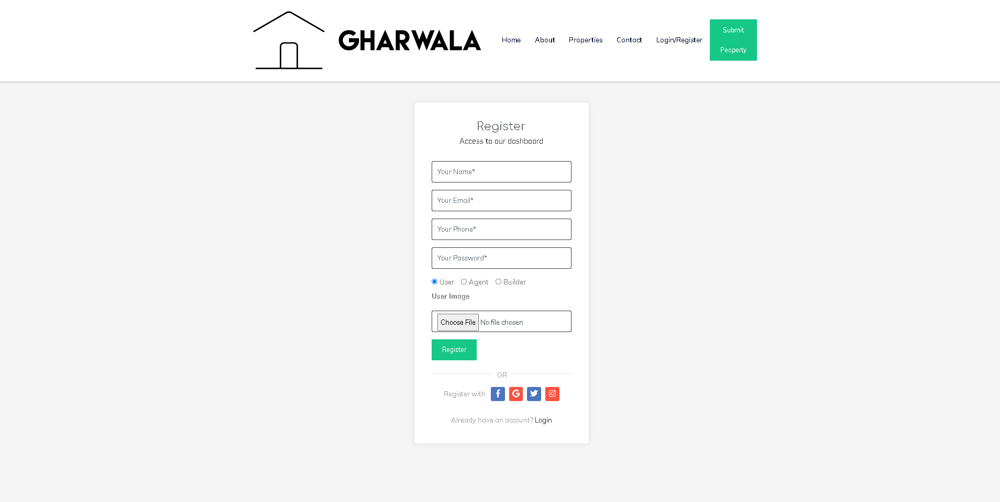 GHARWALA
Home About Properties Contact Login/Register
Submit
Peoperty
Register
Access to our dashboard
Your Name*
Your Email*
Your Phone*
Your Password*
User Agent Builder
User Image
Choose File No file chosen
Register
OR
Register with
Already have an account? Login